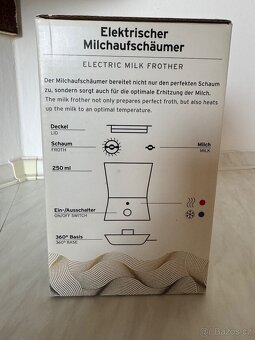 Elektrischer
Milchaufschäumer
ELECTRIC MILK FROTHER
Der Milchaufschäumer bereitet nicht nur den perfekten Schaum
zu, sondern sorgt auch für die optimale Erhitzung der Milch.
The milk frother not only prepares perfect froth, but also heats
up the milk to an optimal temperature.
Deckel
LID
Schaum
FROTH
Milch
MILK
250 ml
Ein-/Ausschalter
ON/OFF SWITCH
360° Basis
360° BASE